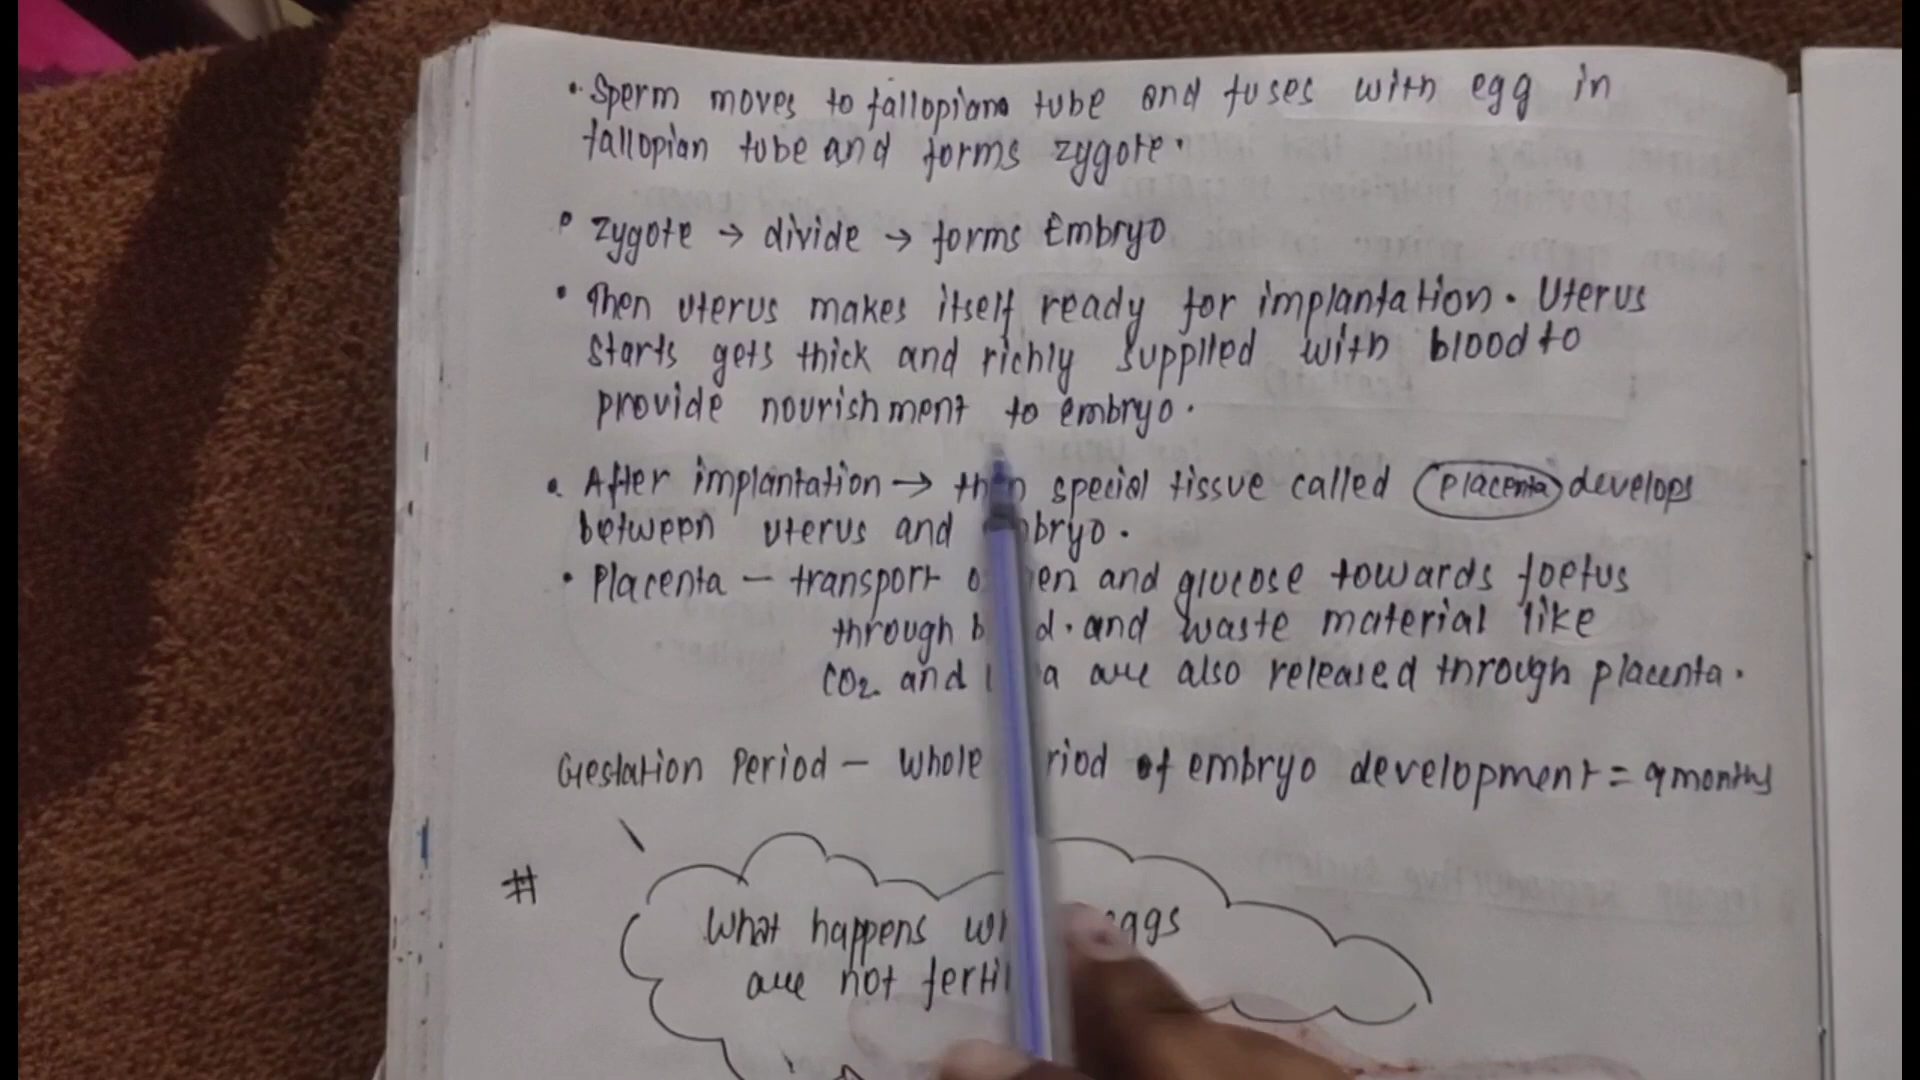 • Sperm moves to fallopian tube and fuses with egg in
fallopian tube and forms zygote.
• Zygote → divide → forms Embryo
• Then uterus makes itself ready for implantation. Uterus
starts gets thick and richly supplied with blood to
provide nourishment to embryo.
• After implantation → then special tissue called placenta develops
between uterus and embryo.
• Placenta – transport and glucose towards foetus
through and waste material like
CO2 and are also released through placenta.
Gestation Period – Whole of embryo development = 9 months
#
What happens eggs
are not